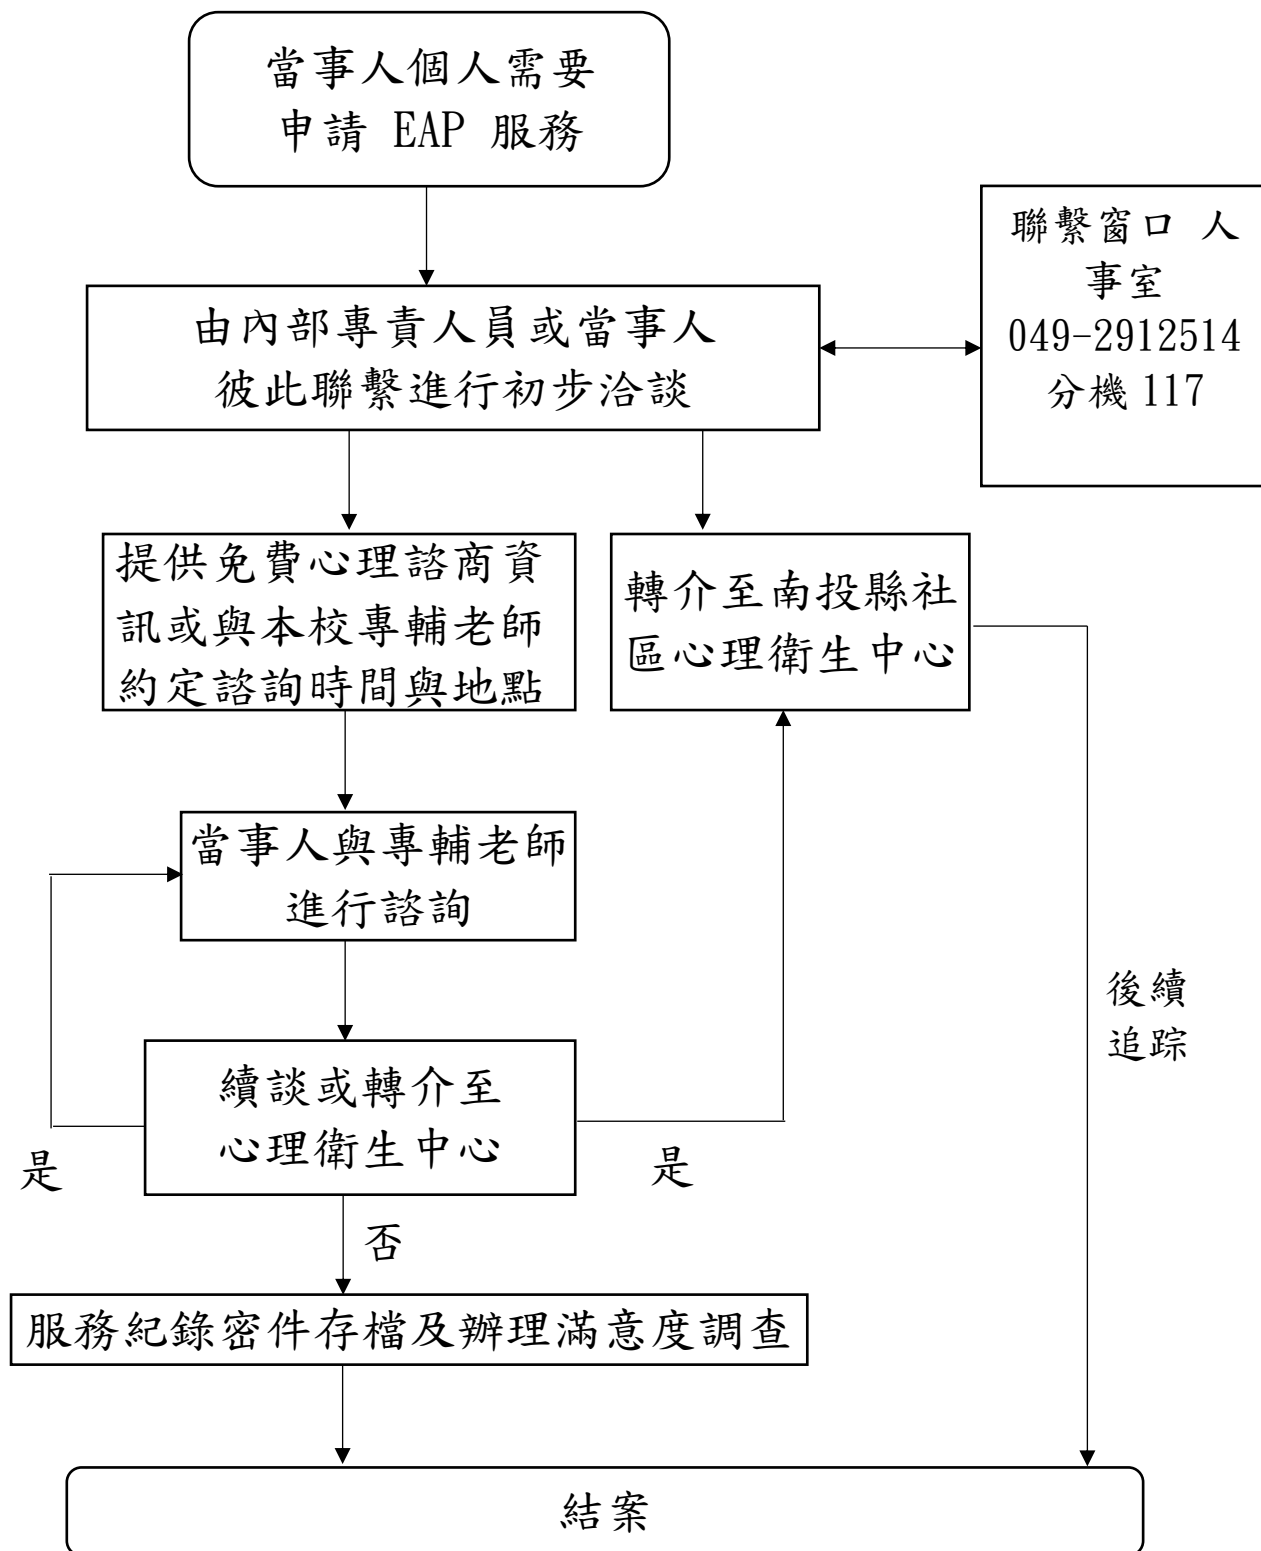 當事人個人需要
申請 EAP 服務
聯繫窗口 人
事室
049-2912514
分機 117
由內部專責人員或當事人
彼此聯繫進行初步洽談
提供免費心理諮商資
訊或與本校專輔老師
約定諮詢時間與地點
轉介至南投縣社
區心理衛生中心
當事人與專輔老師
進行諮詢
後續
追踪
續談或轉介至
心理衛生中心
是
是
否
服務紀錄密件存檔及辦理滿意度調查
結案